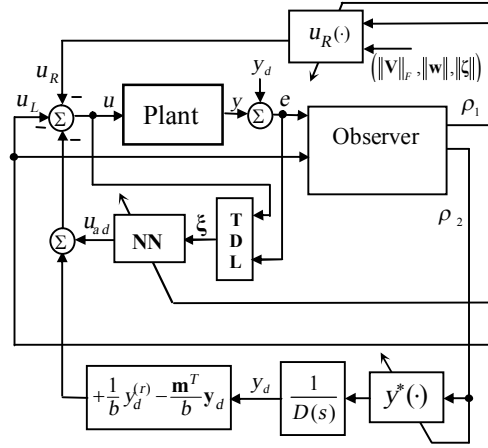 u_R(·)
(‖V‖_F, ‖w‖, ‖ζ‖)
u_R
y_d
u_L
u
Plant
y
e
Σ
Σ
Observer
ρ_1
ρ_2
T
D
L
ξ
NN
u_ad
Σ
+ 1/b y_d^(r) − m^T/b y_d
y_d
1/D(s)
y*(·)